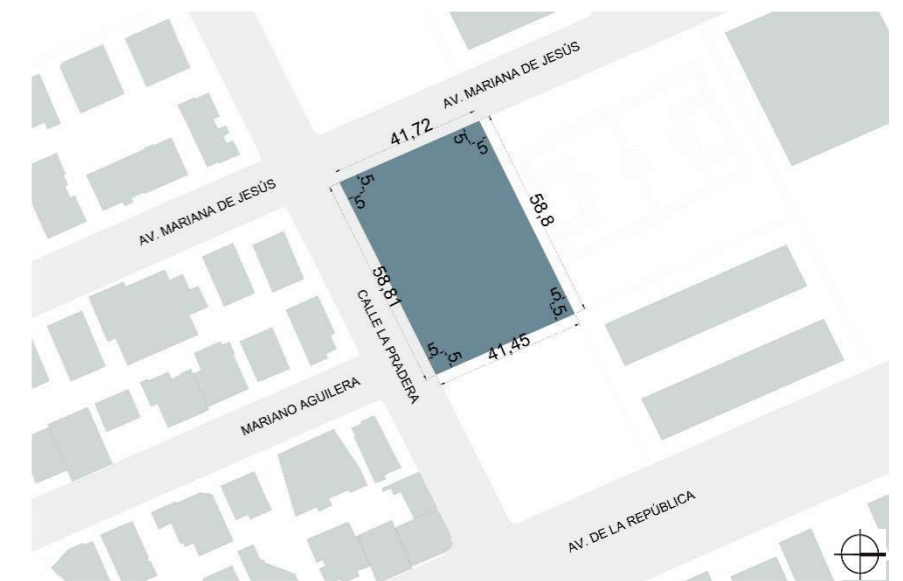 AV. MARIANA DE JESÚS
41,72
5
5
5
5
AV. MARIANA DE JESÚS
58,8
58,81
CALLE LA PRADERA
5
5
5
5
41,45
MARIANO AGUILERA
AV. DE LA REPÚBLICA